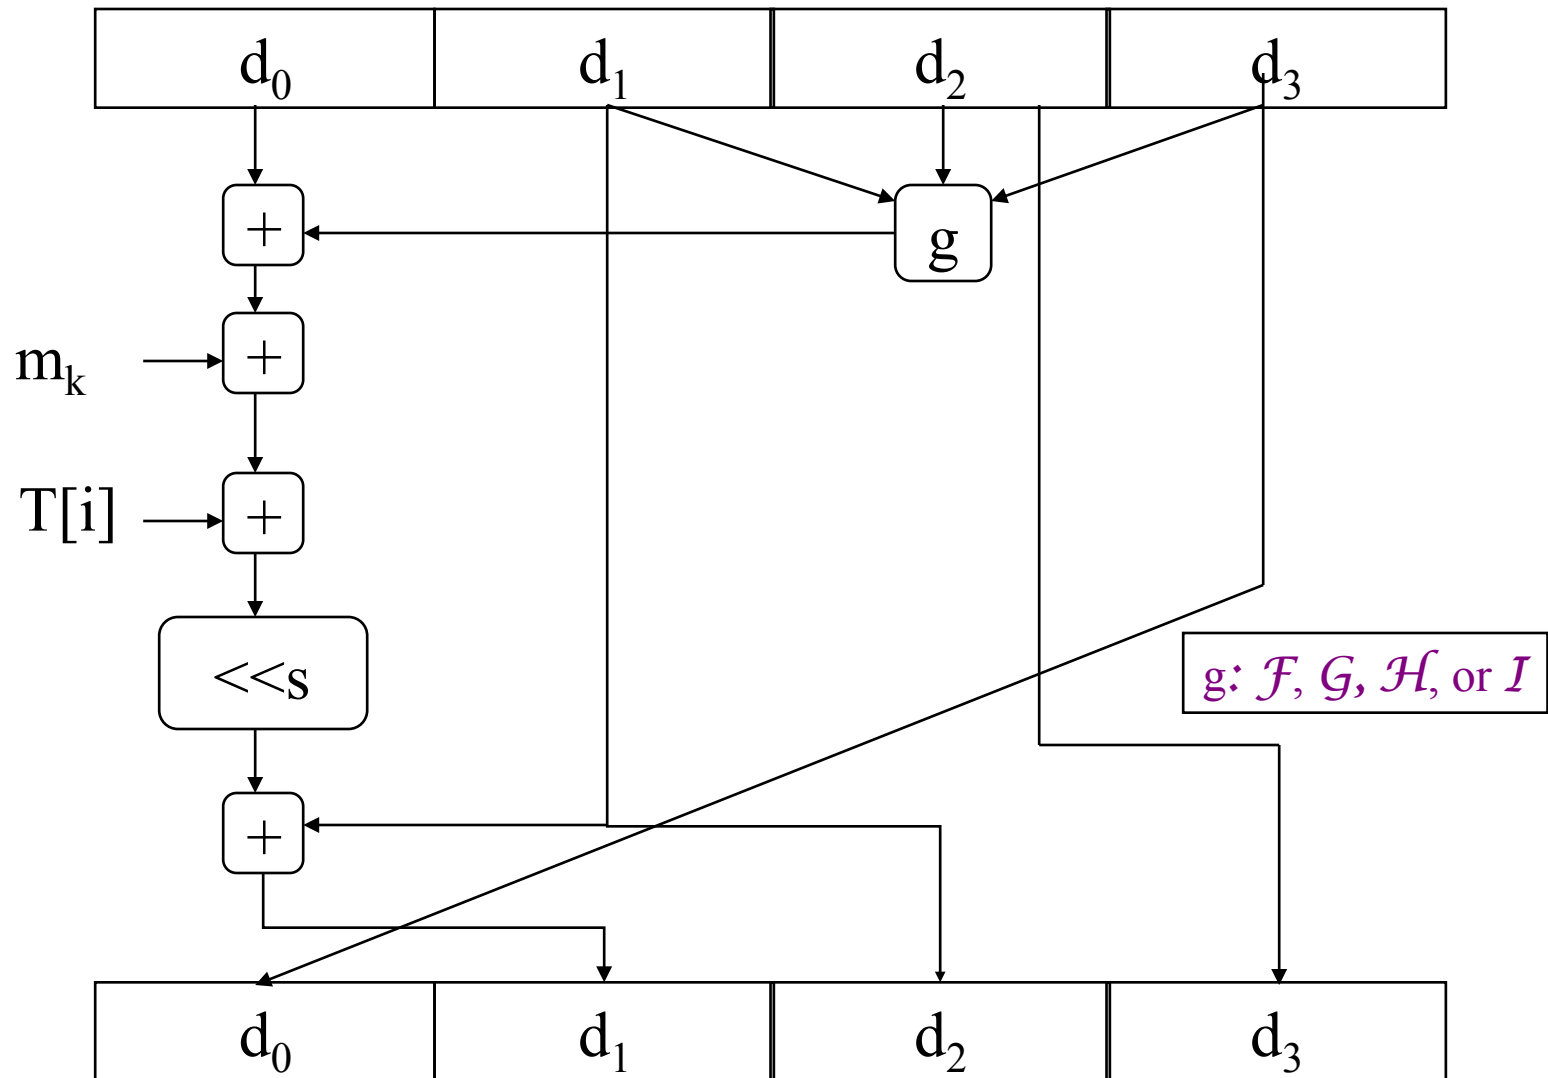 d₀ d₁ d₂ d₃
+ g
mₖ +
T[i] +
<<s
g: ℱ, 𝒢, ℋ, or ℐ
+
d₀ d₁ d₂ d₃